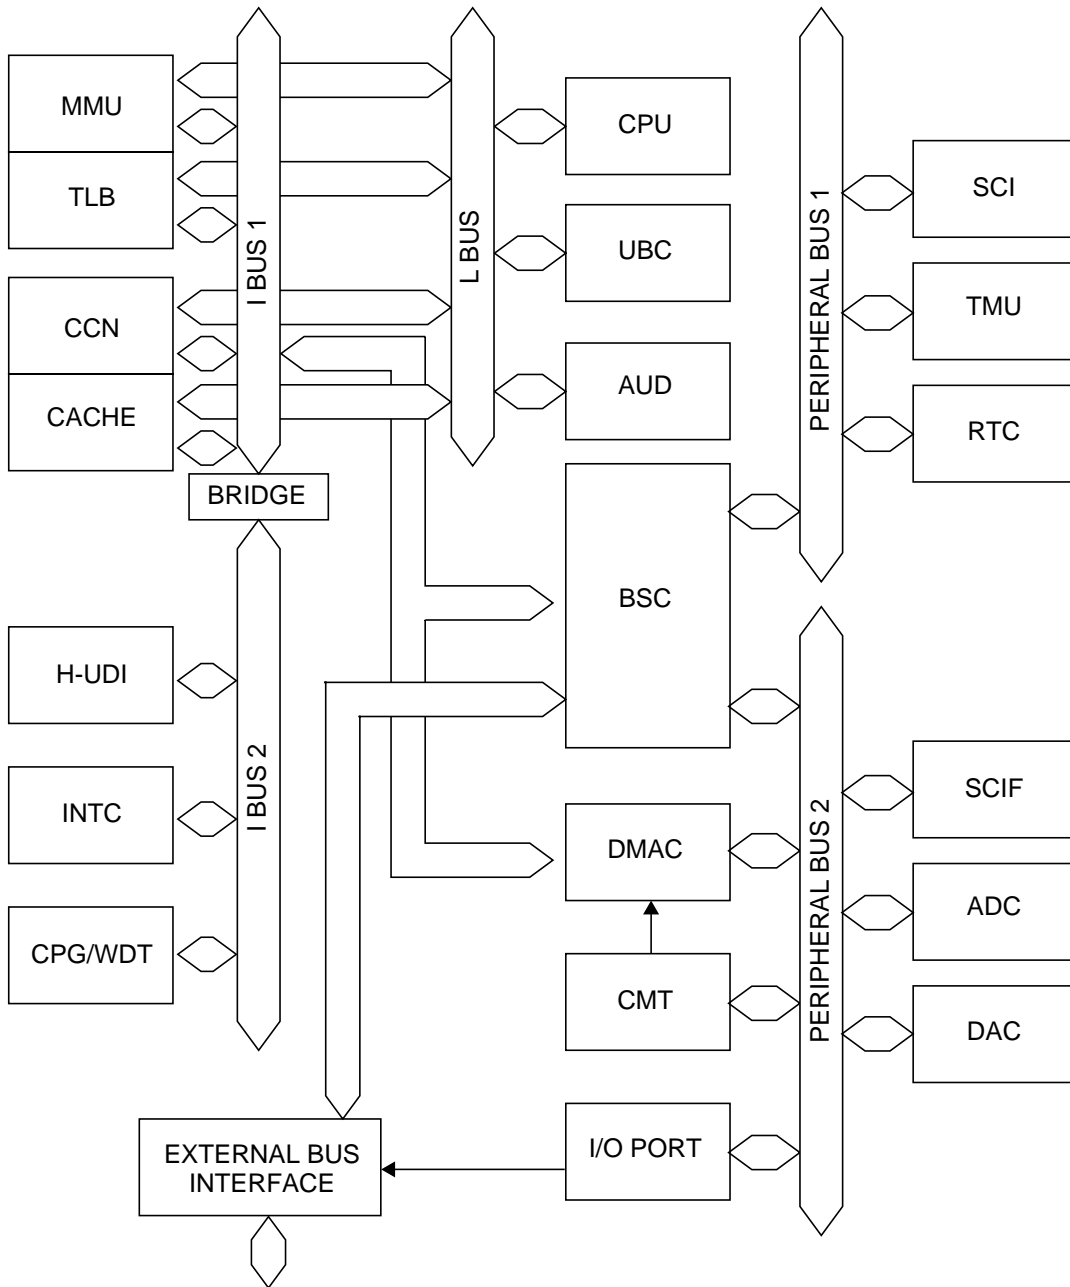 MMU
TLB
CCN
CACHE
I BUS 1
BRIDGE
H-UDI
INTC
CPG/WDT
I BUS 2
EXTERNAL BUS
INTERFACE
L BUS
CPU
UBC
AUD
BSC
DMAC
CMT
I/O PORT
PERIPHERAL BUS 1
SCI
TMU
RTC
PERIPHERAL BUS 2
SCIF
ADC
DAC